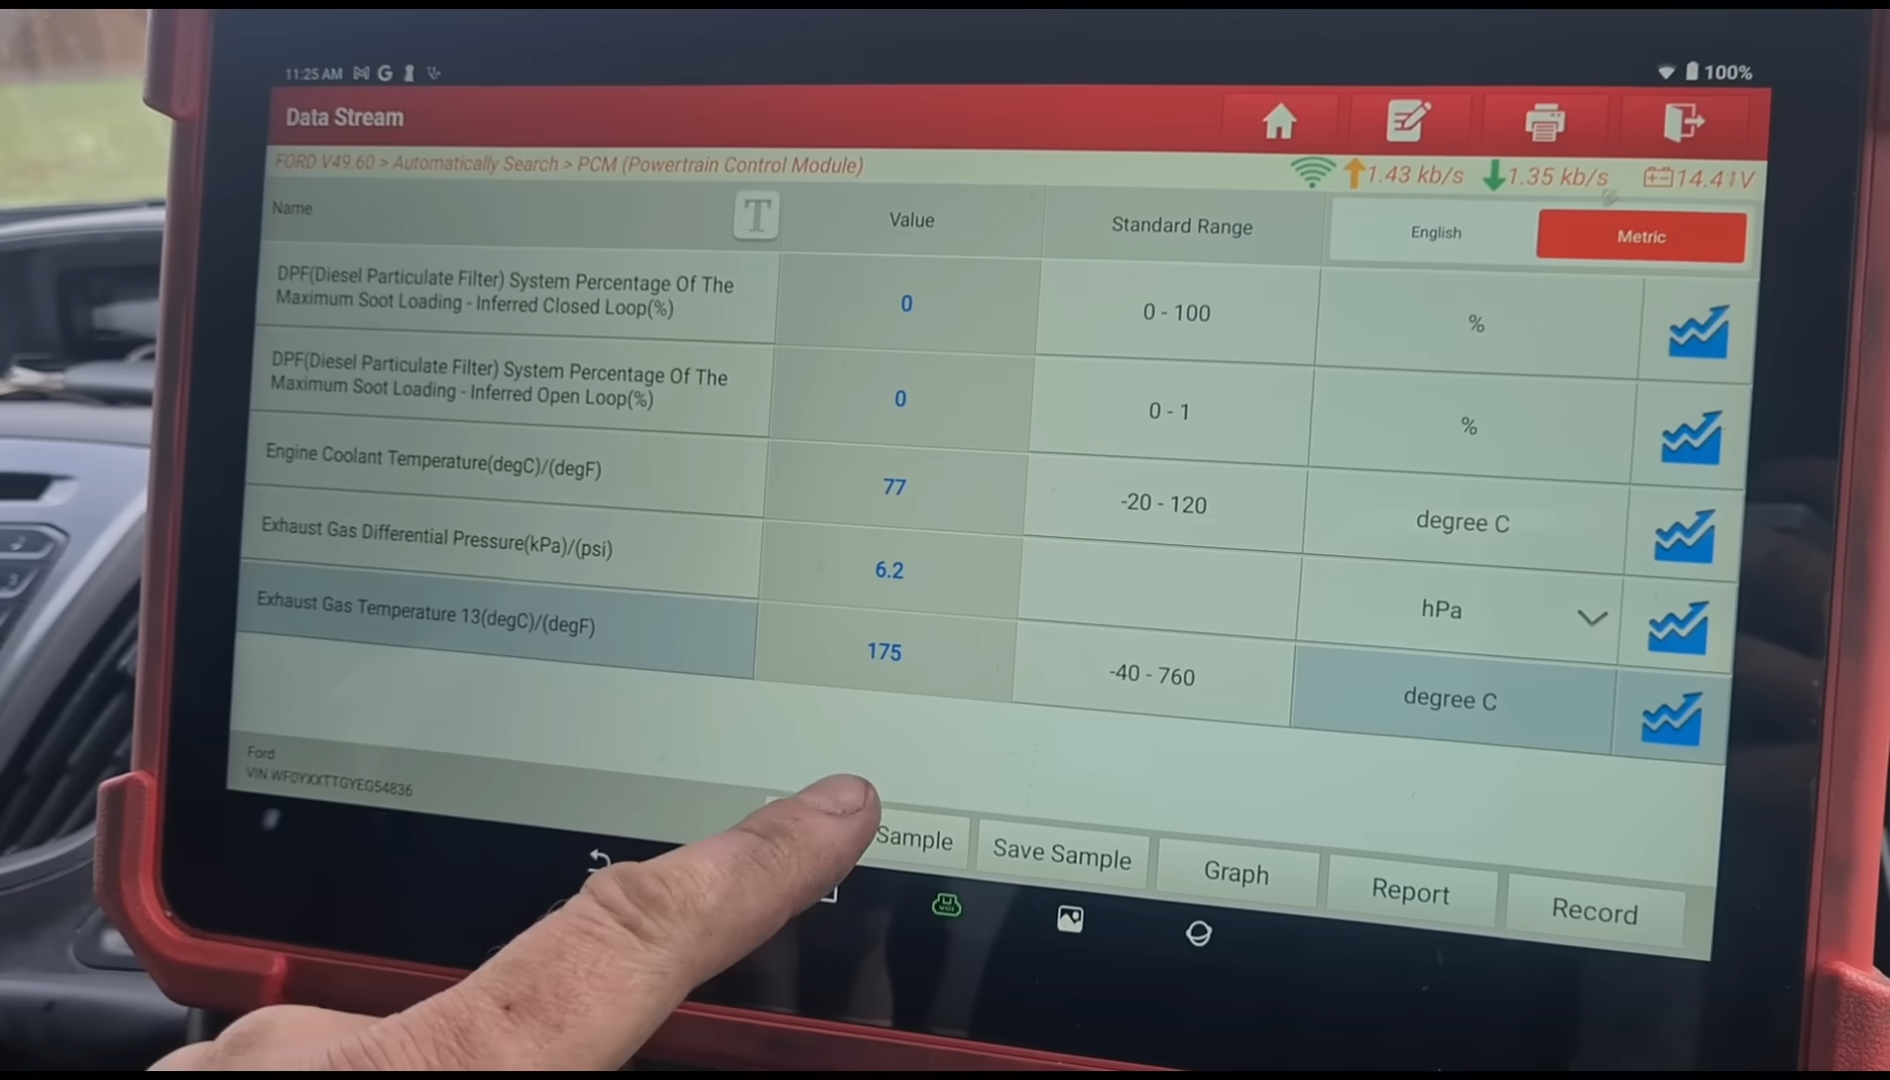 11:25 AM G 100%
Data Stream
FORD V49.60 > Automatically Search > PCM (Powertrain Control Module) 1.43 kb/s 1.35 kb/s 14.41V
Name T Value Standard Range English Metric
DPF(Diesel Particulate Filter) System Percentage Of The
Maximum Soot Loading - Inferred Closed Loop(%) 0 0 - 100 %
DPF(Diesel Particulate Filter) System Percentage Of The
Maximum Soot Loading - Inferred Open Loop(%) 0 0 - 1 %
Engine Coolant Temperature(degC)/(degF) 77 -20 - 120 degree C
Exhaust Gas Differential Pressure(kPa)/(psi) 6.2 hPa
Exhaust Gas Temperature 13(degC)/(degF) 175 -40 - 760 degree C
Ford
VIN WF0YXXTTGYEG54836
Sample Save Sample Graph Report Record
VCI